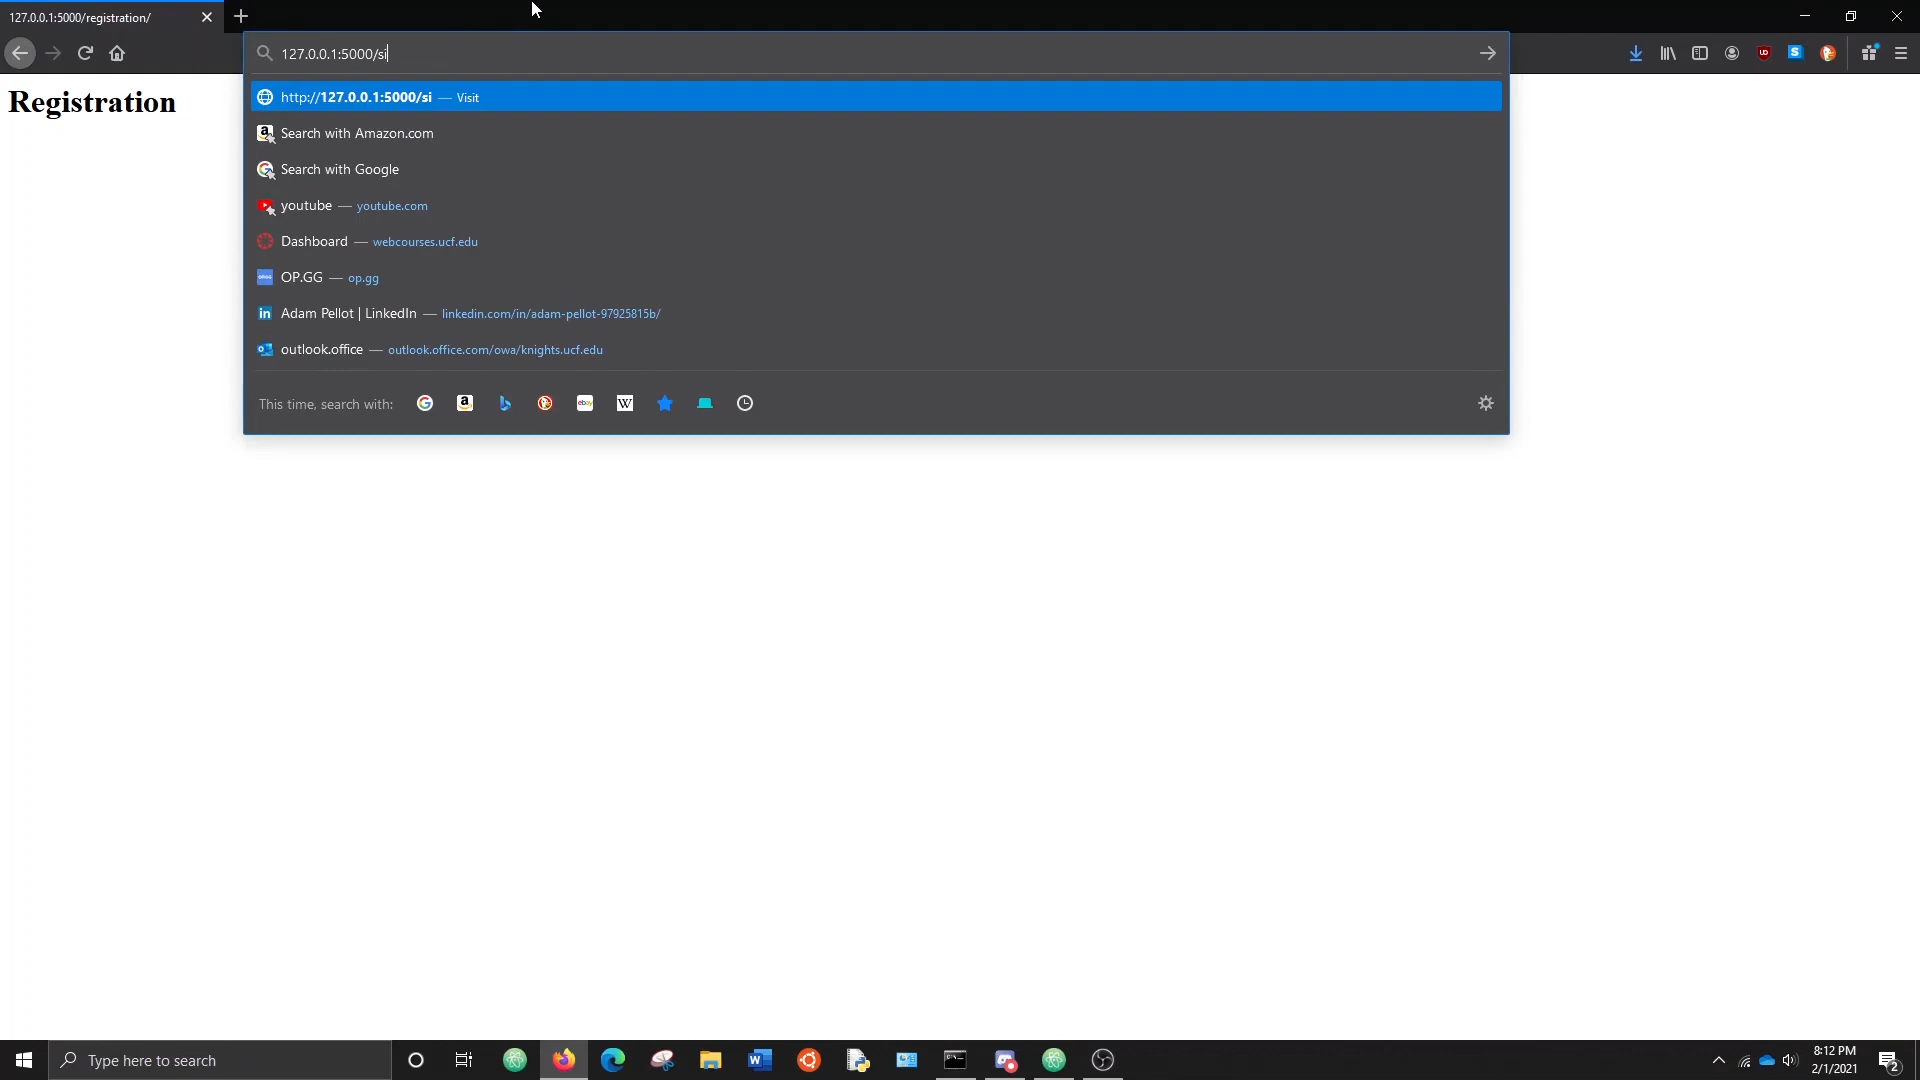 127.0.0.1:5000/registration/
127.0.0.1:5000/si
Registration
http://127.0.0.1:5000/si — Visit
Search with Amazon.com
Search with Google
youtube — youtube.com
Dashboard — webcourses.ucf.edu
OP.GG — op.gg
Adam Pellot | LinkedIn — linkedin.com/in/adam-pellot-97925815b/
outlook.office — outlook.office.com/owa/knights.ucf.edu
This time, search with:
Type here to search
8:12 PM
2/1/2021
2